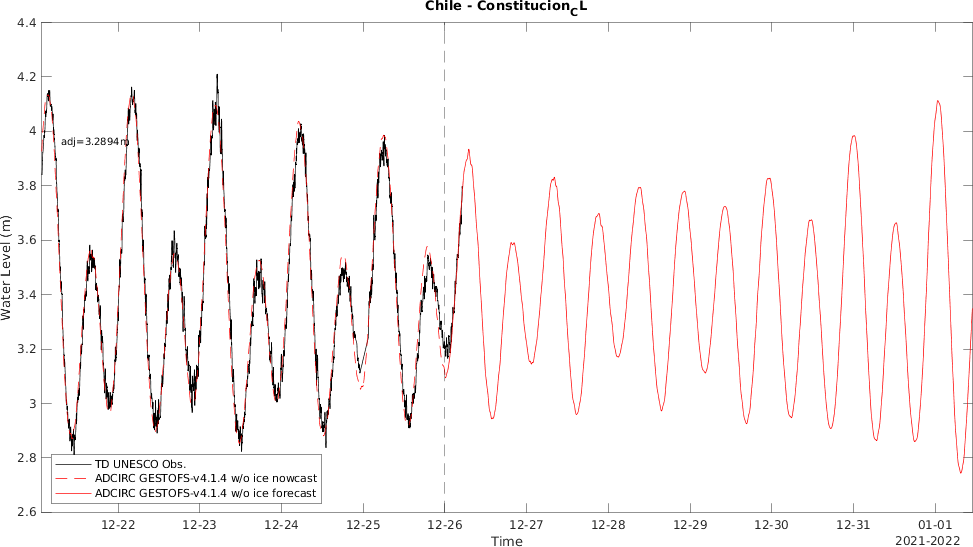 Chile - Constitucion_CL
4.4
4.2
4
3.8
3.6
3.4
3.2
3
2.8
2.6
Water Level (m)
adj=3.2894m
TD UNESCO Obs.
ADCIRC GESTOFS-v4.1.4 w/o ice nowcast
ADCIRC GESTOFS-v4.1.4 w/o ice forecast
12-22 12-23 12-24 12-25 12-26 12-27 12-28 12-29 12-30 12-31 01-01
Time
2021-2022